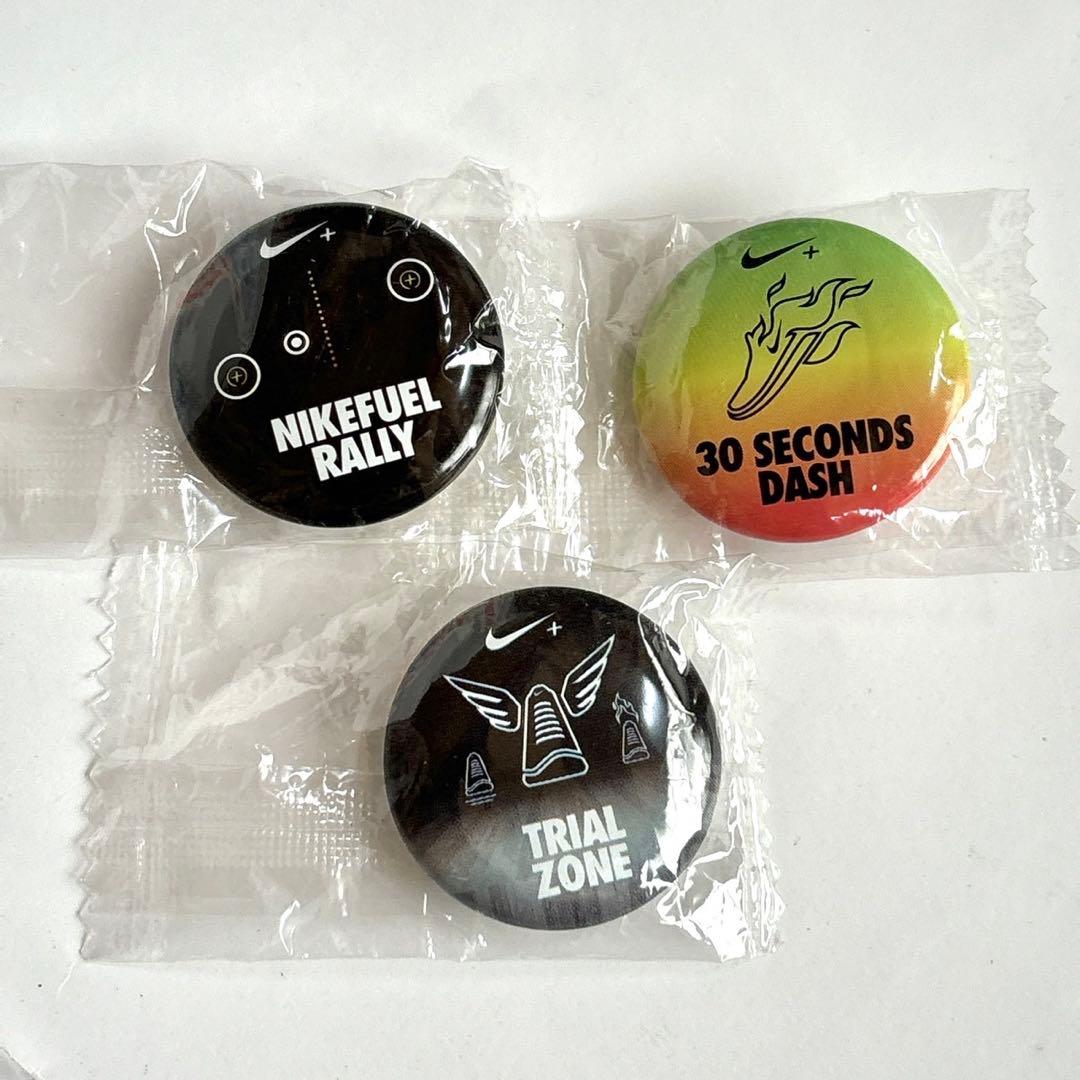 NIKEFUEL
RALLY
30 SECONDS
DASH
TRIAL
ZONE